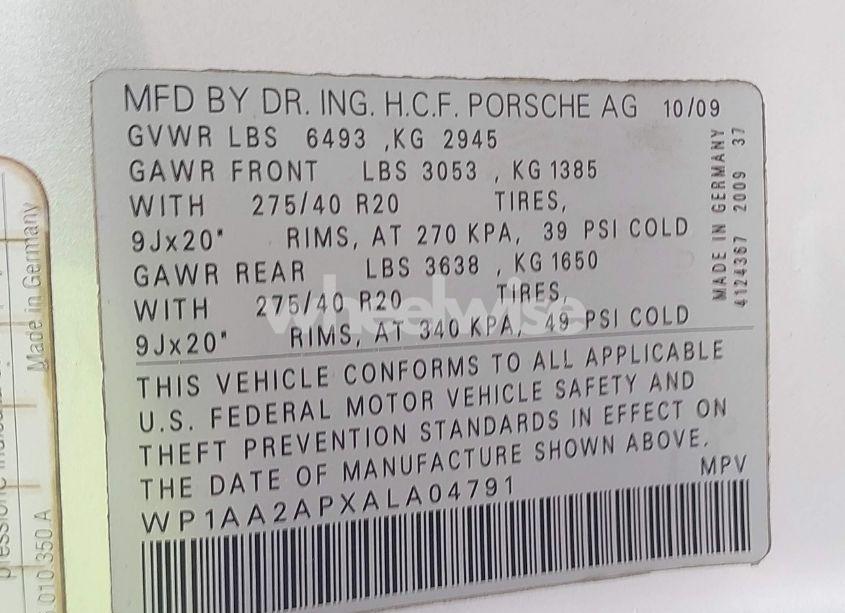 MFD BY DR. ING. H.C.F. PORSCHE AG 10/09
GVWR LBS 6493 ,KG 2945
GAWR FRONT LBS 3053 , KG 1385
WITH 275/40 R20 TIRES,
9Jx20" RIMS, AT 270 KPA, 39 PSI COLD
GAWR REAR LBS 3638 , KG 1650
WITH 275/40 R20 TIRES,
9Jx20" RIMS, AT 340 KPA, 49 PSI COLD
THIS VEHICLE CONFORMS TO ALL APPLICABLE
U.S. FEDERAL MOTOR VEHICLE SAFETY AND
THEFT PREVENTION STANDARDS IN EFFECT ON
THE DATE OF MANUFACTURE SHOWN ABOVE.
WP1AA2APXALA04791 MPV
MADE IN GERMANY
4124367 2009 37
wheelwise
Made in Germany
.010.350 A